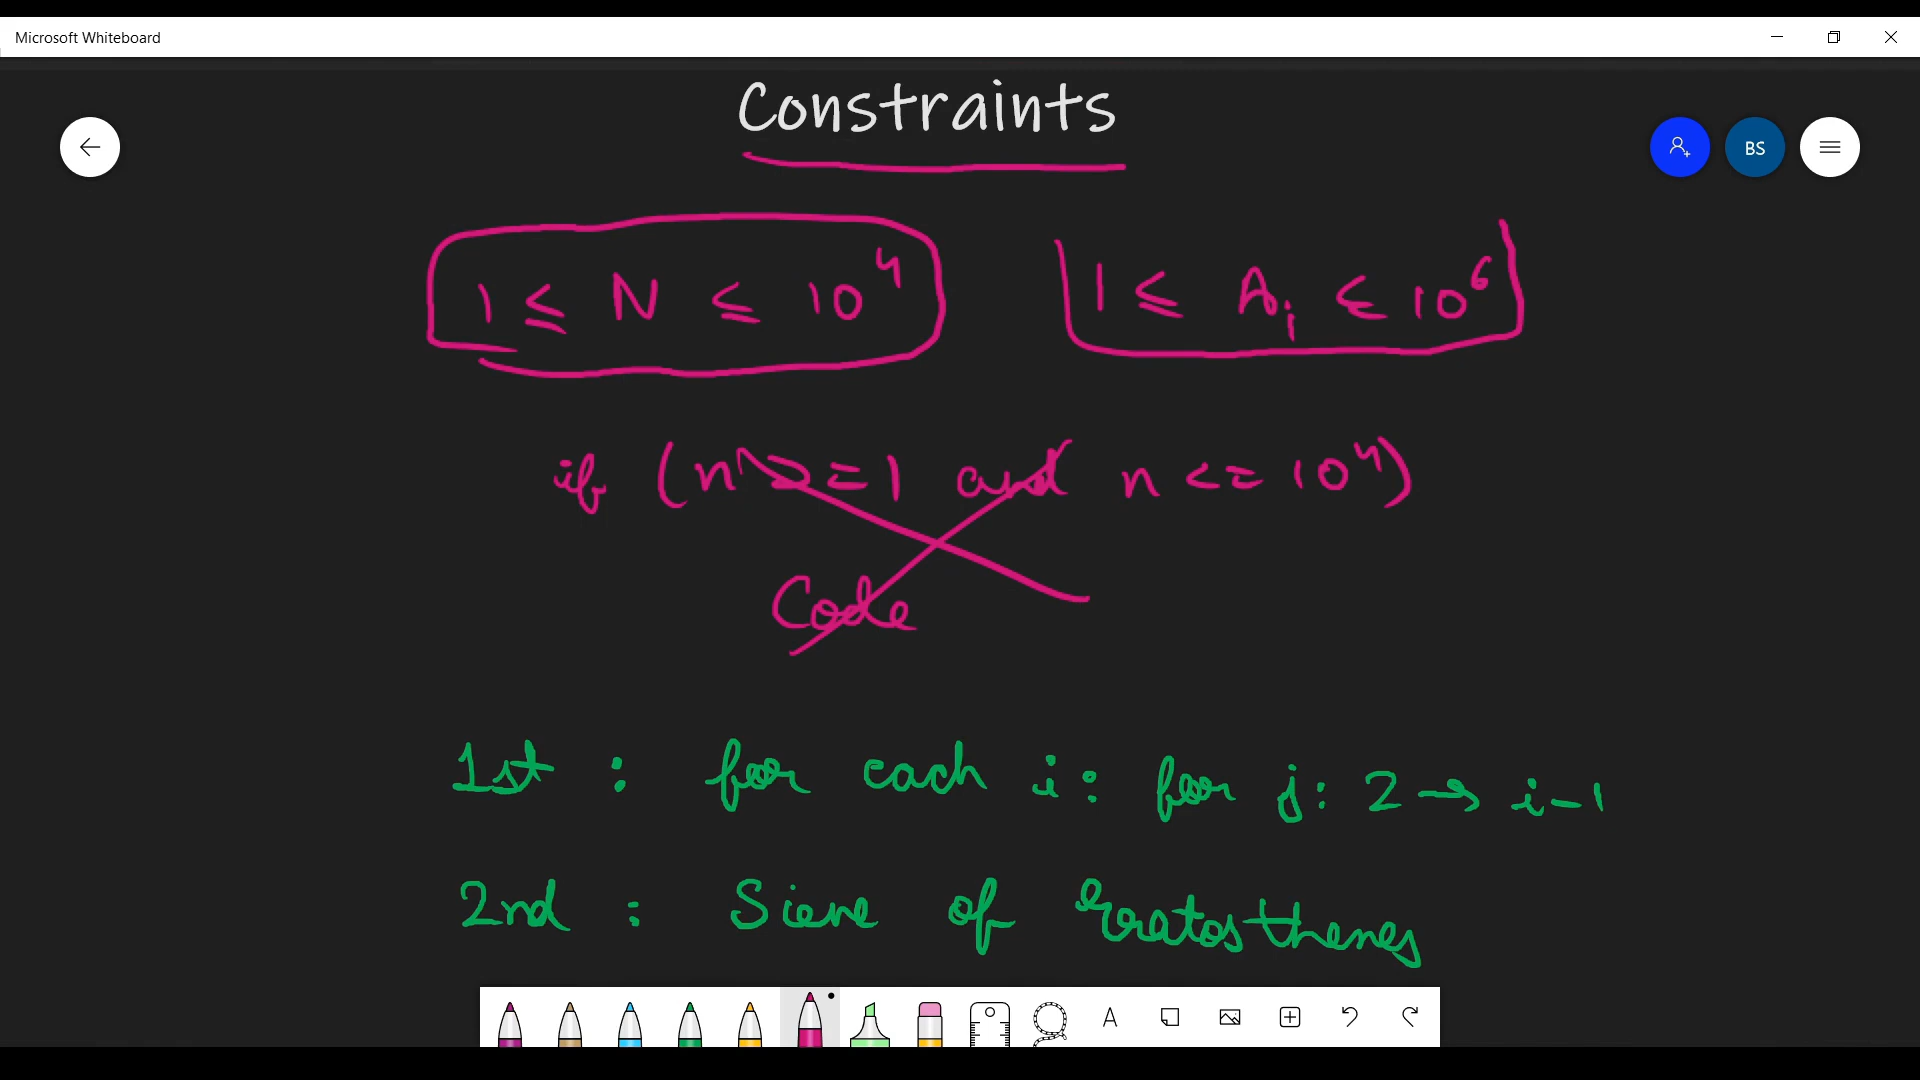 Microsoft Whiteboard
Constraints
BS
1 ≤ N ≤ 10⁴ 1 ≤ Aᵢ ≤ 10⁶
if (n >= 1 and n <= 10⁴)
Code
1st : for each i : for j : 2 → i-1
2nd : Sieve of Eratosthenes